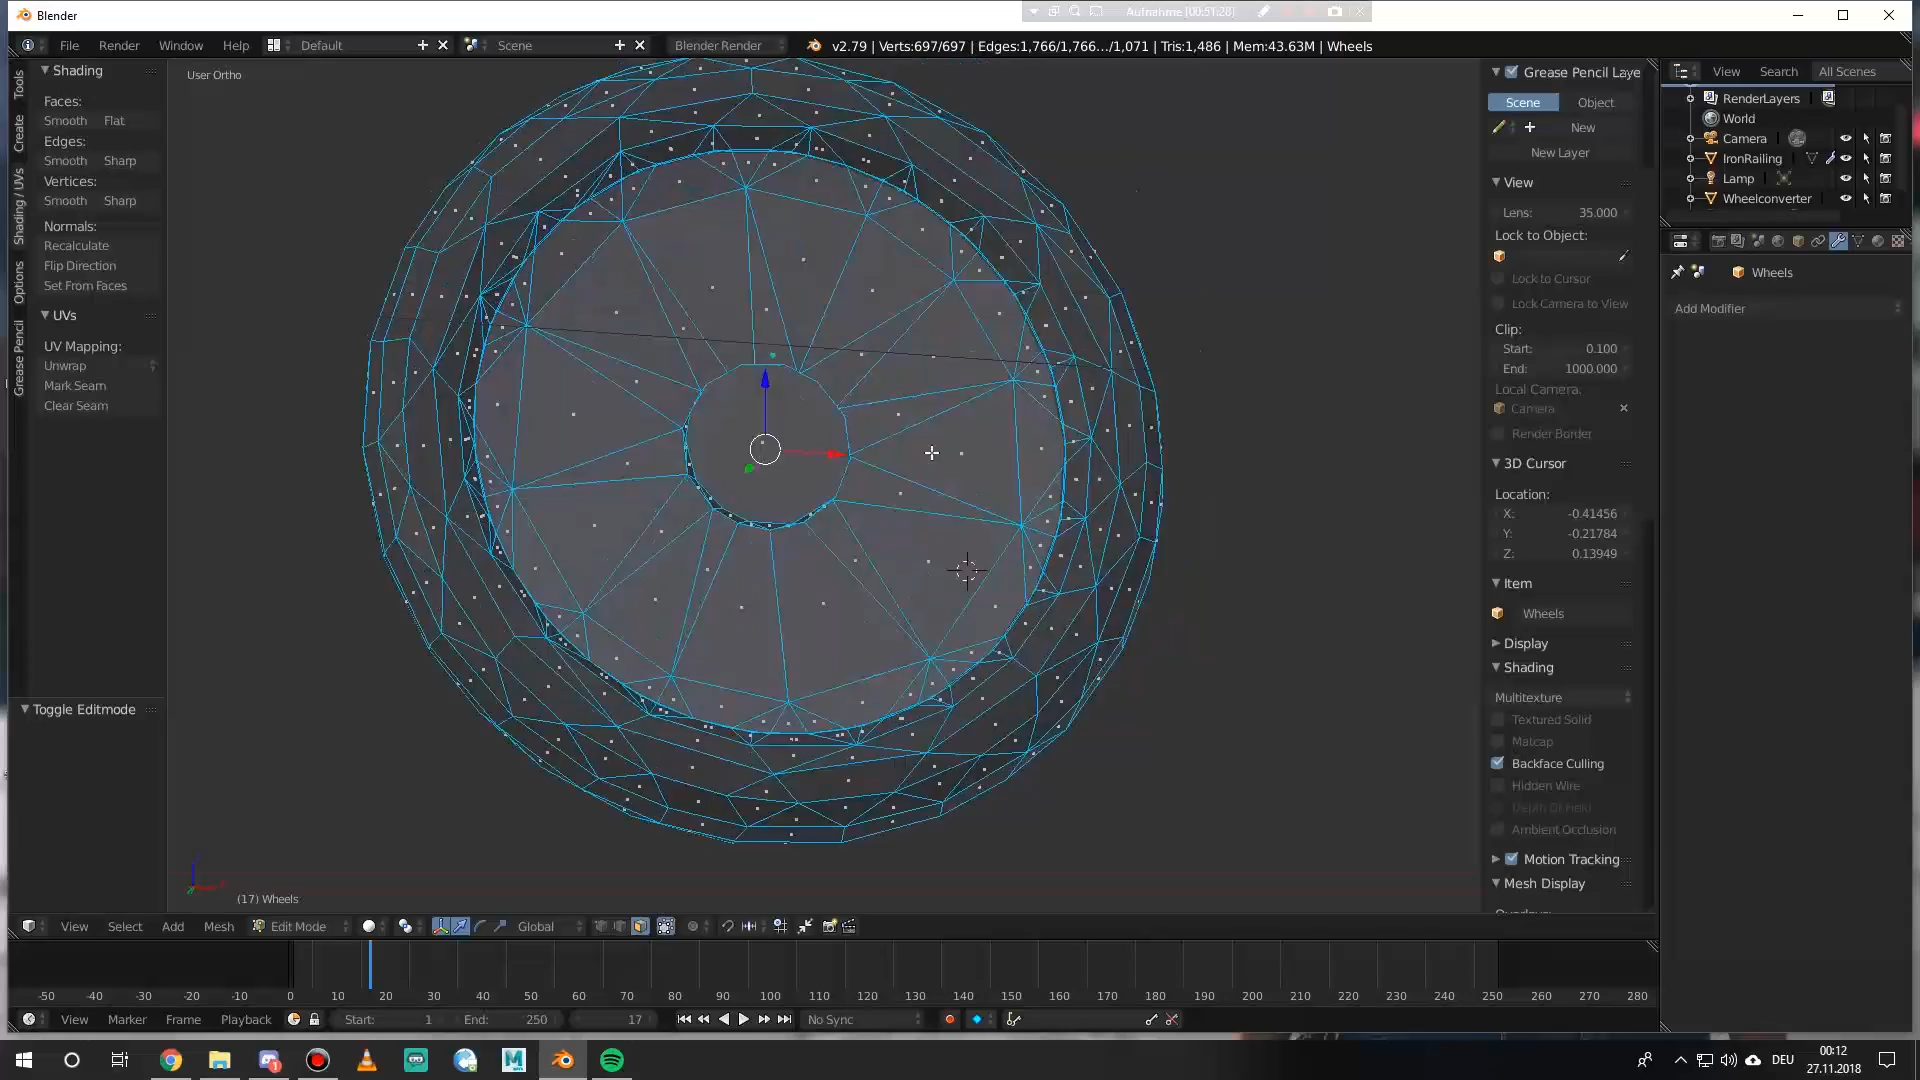 Blender
Aufnahme [00:51:28]
File Render Window Help Default Scene Blender Render v2.79 | Verts:697/697 | Edges:1,766/1,766.../1,071 | Tris:1,486 | Mem:43.63M | Wheels
Tools
Create
Shading / UVs
Options
Grease Pencil
Shading
Faces:
Smooth Flat
Edges:
Smooth Sharp
Vertices:
Smooth Sharp
Normals:
Recalculate
Flip Direction
Set From Faces
UVs
UV Mapping:
Unwrap
Mark Seam
Clear Seam
Toggle Editmode
User Ortho
(17) Wheels
Grease Pencil Laye
Scene Object
New
New Layer
View
Lens: 35.000
Lock to Object:
Lock to Cursor
Lock Camera to View
Clip:
Start: 0.100
End: 1000.000
Local Camera:
Camera
Render Border
3D Cursor
Location:
X: -0.41456
Y: -0.21784
Z: 0.13949
Item
Wheels
Display
Shading
Multitexture
Textured Solid
Matcap
Backface Culling
Hidden Wire
Depth Of Field
Ambient Occlusion
Motion Tracking
Mesh Display
View Search All Scenes
RenderLayers
World
Camera
IronRailing
Lamp
Wheelconverter
Wheels
Add Modifier
View Select Add Mesh Edit Mode Global
-50 -40 -30 -20 -10 0 10 20 30 40 50 60 70 80 90 100 110 120 130 140 150 160 170 180 190 200 210 220 230 240 250 260 270 280
View Marker Frame Playback Start: 1 End: 250 17 No Sync
DEU
00:12
27.11.2018